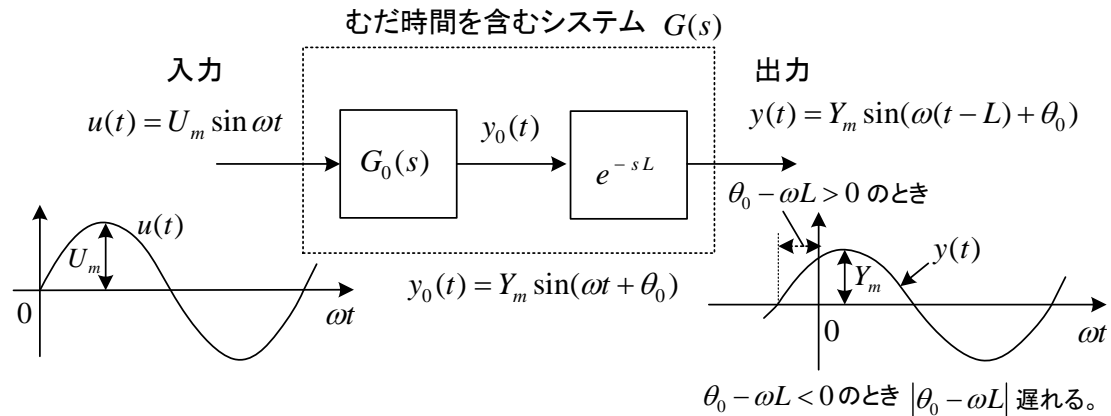 むだ時間を含むシステム G(s)
入力
出力
u(t) = U_m sin ωt
G_0(s)
y_0(t)
e^{-sL}
y(t) = Y_m sin(ω(t − L) + θ_0)
θ_0 − ωL > 0 のとき
u(t)
U_m
0
ωt
y_0(t) = Y_m sin(ωt + θ_0)
y(t)
Y_m
0
ωt
θ_0 − ωL < 0 のとき |θ_0 − ωL| 遅れる。